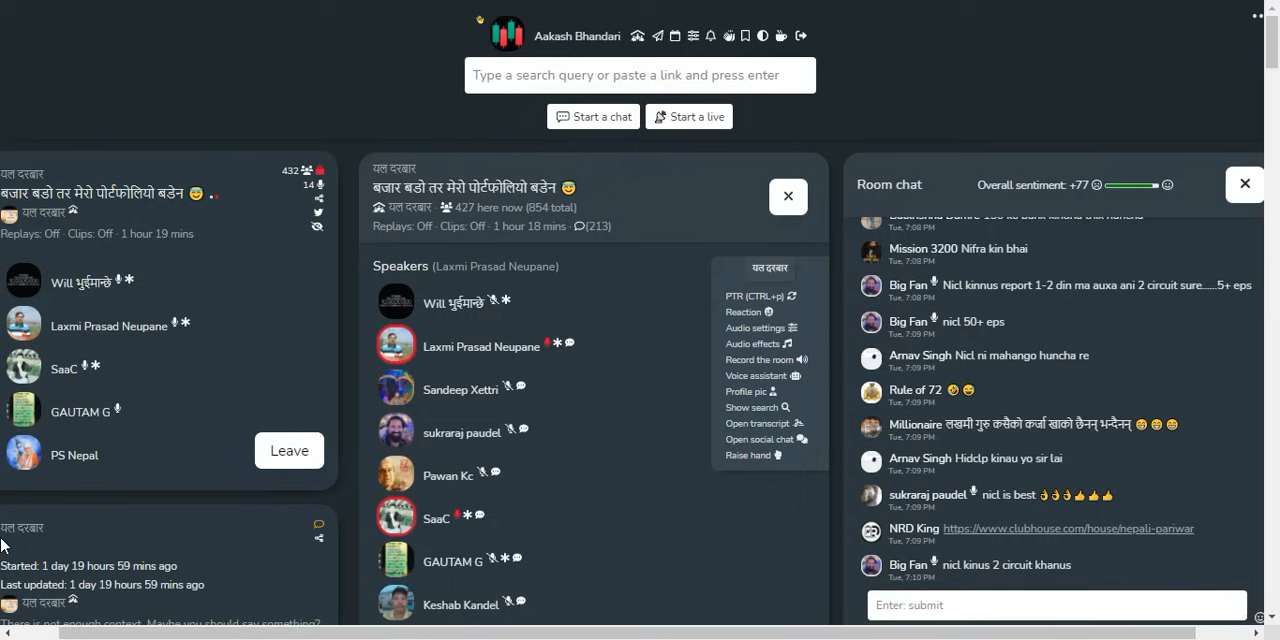 Aakash Bhandari
Type a search query or paste a link and press enter
Start a chat
Start a live
यल दरबार
432
बजार बडो तर मेरो पोर्टफोलियो बडेन 😇 ..
14
यल दरबार
Replays: Off · Clips: Off · 1 hour 19 mins
Will भुईमान्छे
Laxmi Prasad Neupane
SaaC
GAUTAM G
PS Nepal
Leave
यल दरबार
Started: 1 day 19 hours 59 mins ago
Last updated: 1 day 19 hours 59 mins ago
यल दरबार
There is not enough context. Maybe you should say something?
यल दरबार
बजार बडो तर मेरो पोर्टफोलियो बडेन 😇
यल दरबार · 427 here now (854 total)
Replays: Off · Clips: Off · 1 hour 18 mins · (213)
Speakers (Laxmi Prasad Neupane)
Will भुईमान्छे
Laxmi Prasad Neupane
Sandeep Xettri
sukraraj paudel
Pawan Kc
SaaC
GAUTAM G
Keshab Kandel
यल दरबार
PTR (CTRL+p)
Reaction
Audio settings
Audio effects
Record the room
Voice assistant
Profile pic
Show search
Open transcript
Open social chat
Raise hand
Room chat
Overall sentiment: +77
Tue, 7:08 PM
Mission 3200 Nifra kin bhai
Tue, 7:08 PM
Big Fan Nicl kinnus report 1-2 din ma auxa ani 2 circuit sure......5+ eps
Tue, 7:08 PM
Big Fan nicl 50+ eps
Tue, 7:09 PM
Arnav Singh Nicl ni mahango huncha re
Tue, 7:09 PM
Rule of 72 🤣😅
Tue, 7:09 PM
Millionaire लखमी गुरु कसैको कर्जा खाको छैनन् भन्दैनन् 😁😁😁
Tue, 7:09 PM
Arnav Singh Hidclp kinau yo sir lai
Tue, 7:09 PM
sukraraj paudel nicl is best 👌👌👌👍👍👍
Tue, 7:09 PM
NRD King https://www.clubhouse.com/house/nepali-pariwar
Tue, 7:09 PM
Big Fan nicl kinus 2 circuit khanus
Tue, 7:10 PM
Enter: submit